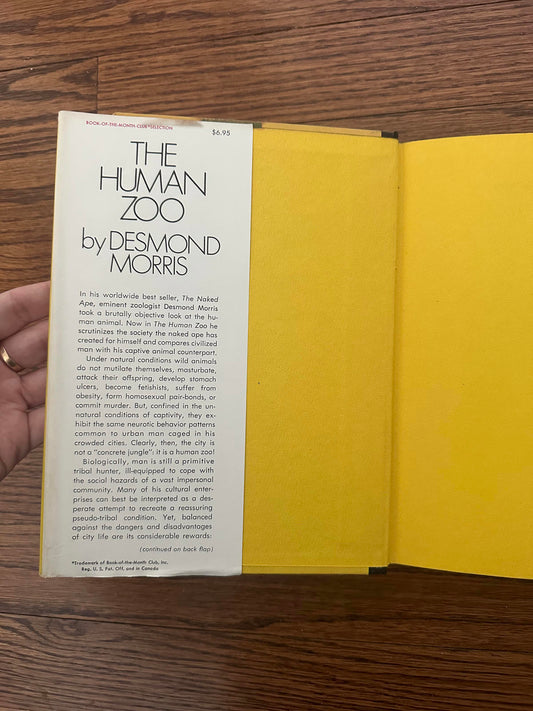 BOOK-OF-THE-MONTH CLUB*SELECTION
$6.95
THE
HUMAN
ZOO
by DESMOND
MORRIS
In his worldwide best seller, The Naked
Ape, eminent zoologist Desmond Morris
took a brutally objective look at the hu-
man animal. Now in The Human Zoo he
scrutinizes the society the naked ape has
created for himself and compares civilized
man with his captive animal counterpart.
Under natural conditions wild animals
do not mutilate themselves, masturbate,
attack their offspring, develop stomach
ulcers, become fetishists, suffer from
obesity, form homosexual pair-bonds, or
commit murder. But, confined in the un-
natural conditions of captivity, they ex-
hibit the same neurotic behavior patterns
common to urban man caged in his
crowded cities. Clearly, then, the city is
not a "concrete jungle": it is a human zoo!
Biologically, man is still a primitive
tribal hunter, ill-equipped to cope with
the social hazards of a vast impersonal
community. Many of his cultural enter-
prises can best be interpreted as a des-
perate attempt to recreate a reassuring
pseudo-tribal condition. Yet, balanced
against the dangers and disadvantages
of city life are its considerable rewards:
(continued on back flap)
*Trademark of Book-of-the-Month Club, Inc.
Reg. U. S. Pat. Off. and in Canada